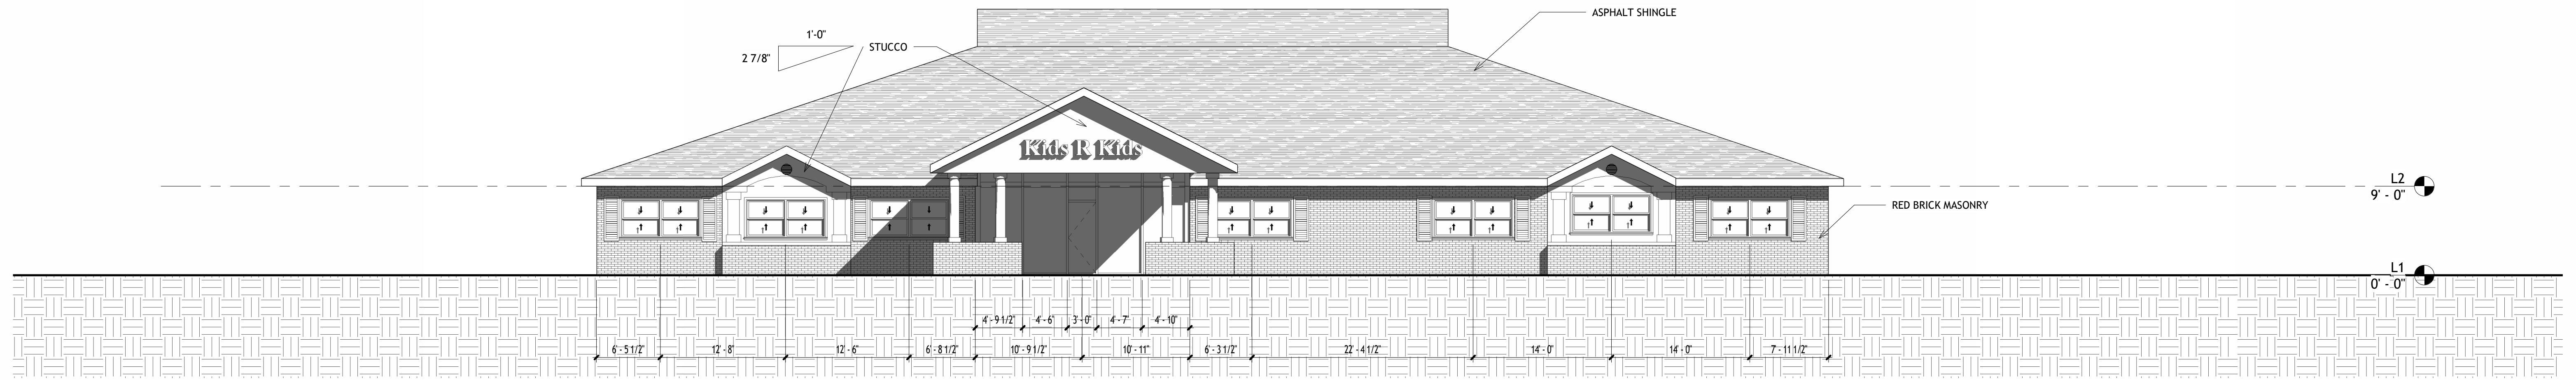 ASPHALT SHINGLE
1'-0"
STUCCO
2 7/8"
Kids R Kids
L2
9' - 0"
RED BRICK MASONRY
L1
0' - 0"
4' - 9 1/2" 4' - 6" 3' - 0" 4' - 7" 4' - 10"
6' - 5 1/2" 12' - 8" 12' - 6" 6' - 8 1/2" 10' - 9 1/2" 10' - 11" 6' - 3 1/2" 22' - 4 1/2" 14' - 0" 14' - 0" 7' - 11 1/2"